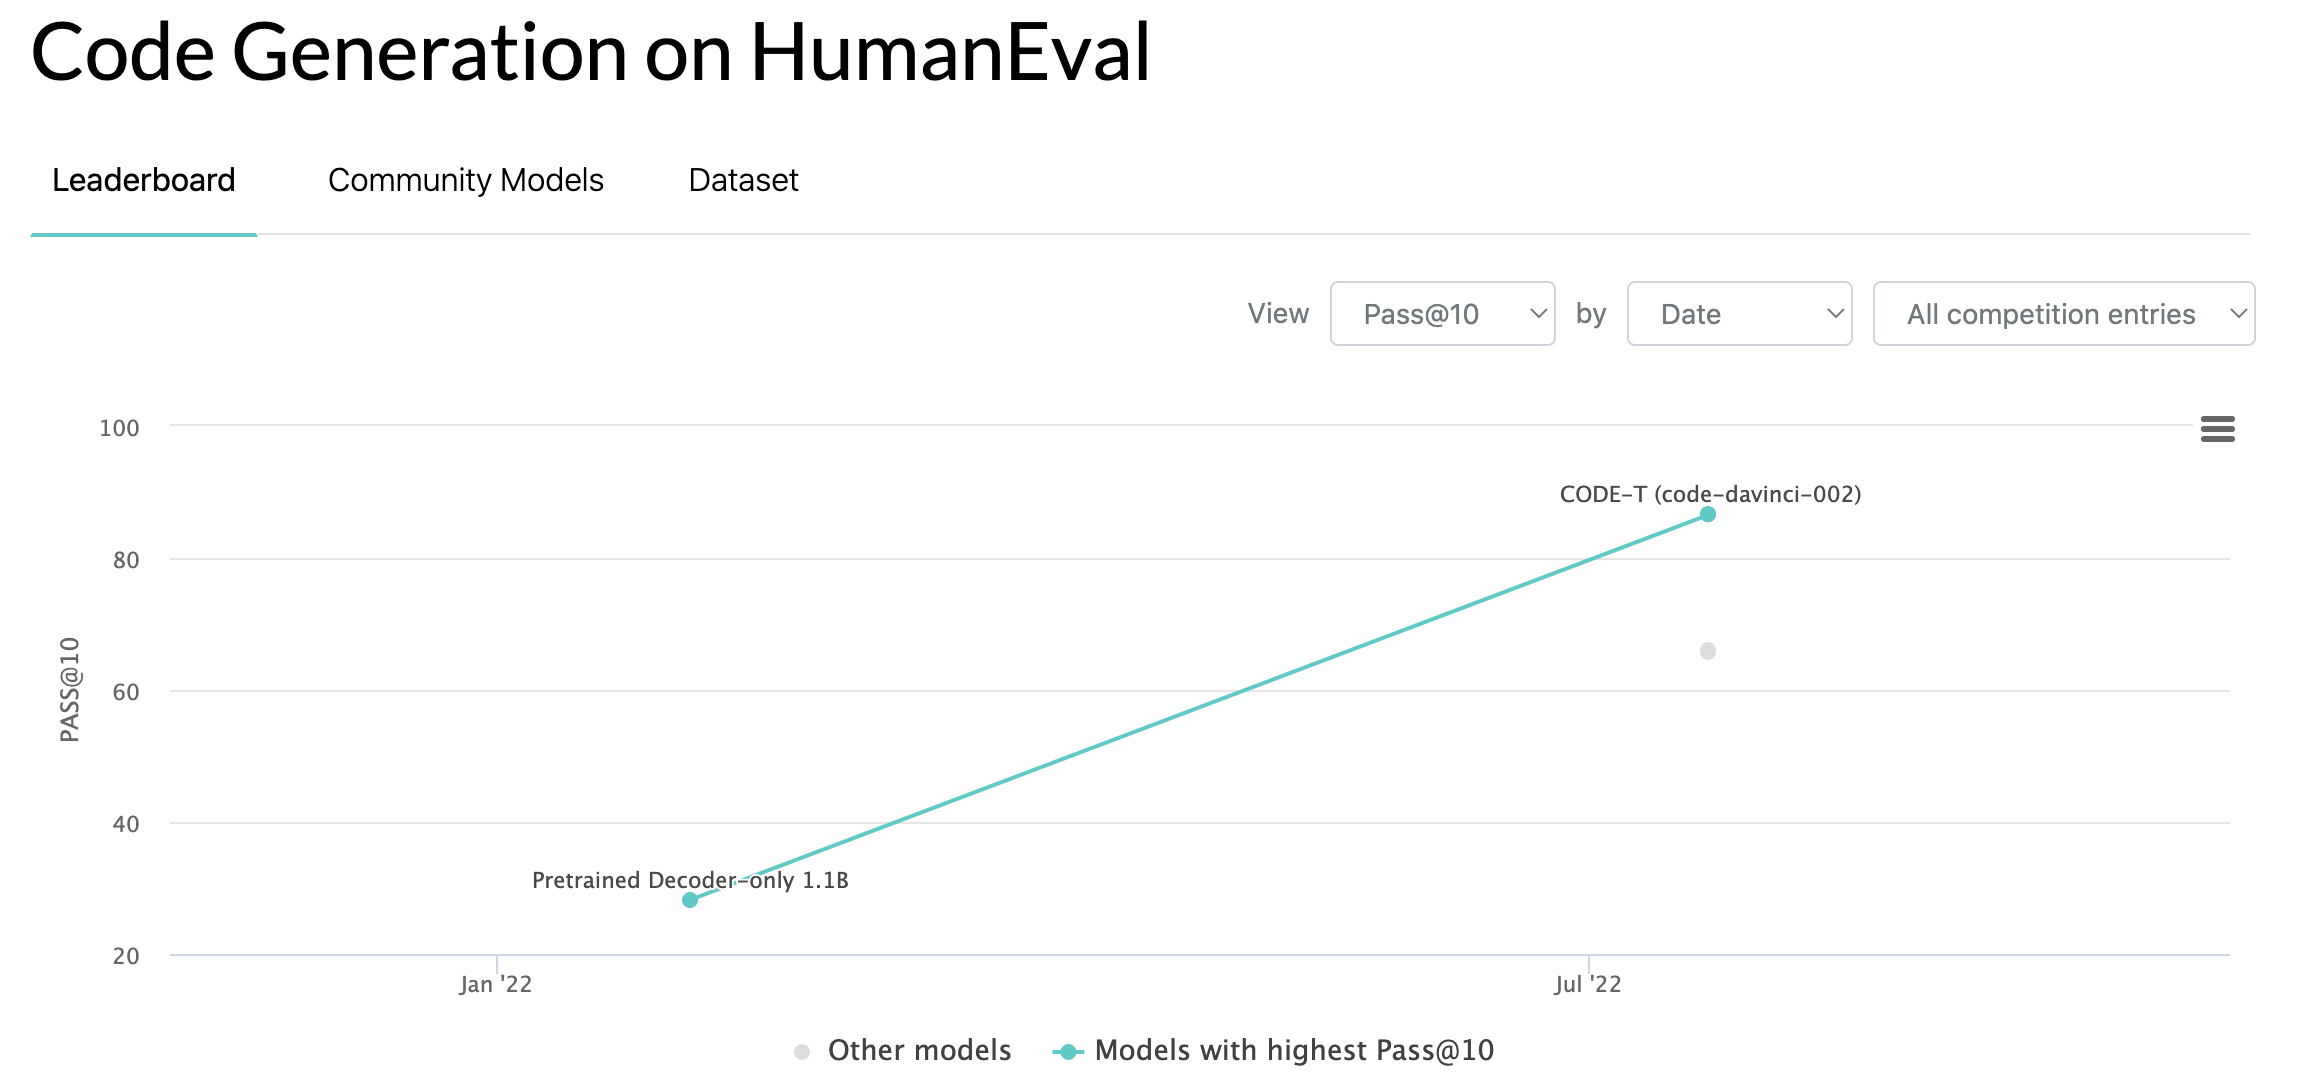 Code Generation on HumanEval
Leaderboard Community Models Dataset
View Pass@10 by Date All competition entries
100
CODE-T (code-davinci-002)
80
PASS@10
60
40
Pretrained Decoder-only 1.1B
20
Jan '22 Jul '22
Other models Models with highest Pass@10